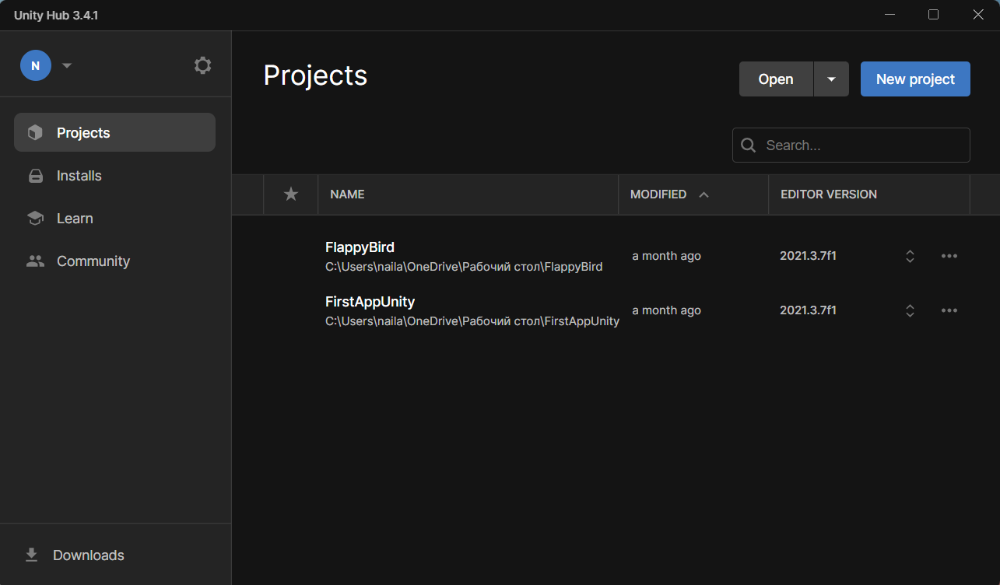 Unity Hub 3.4.1
N
Projects
Installs
Learn
Community
Downloads
Projects
Open
New project
Search...
NAME
MODIFIED
EDITOR VERSION
FlappyBird
C:\Users\naila\OneDrive\Рабочий стол\FlappyBird
a month ago
2021.3.7f1
FirstAppUnity
C:\Users\naila\OneDrive\Рабочий стол\FirstAppUnity
a month ago
2021.3.7f1